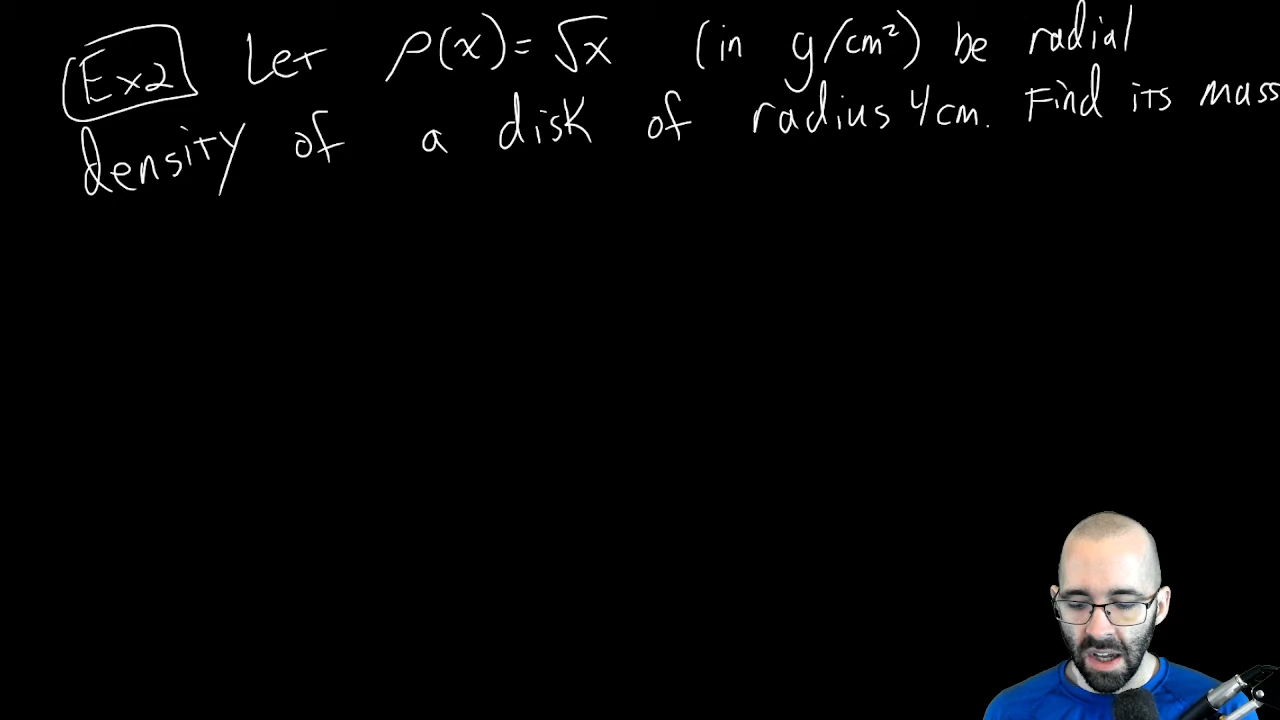 Ex2 Let ρ(x)=√x (in g/cm²) be radial
density of a disk of radius 4cm. Find its mass